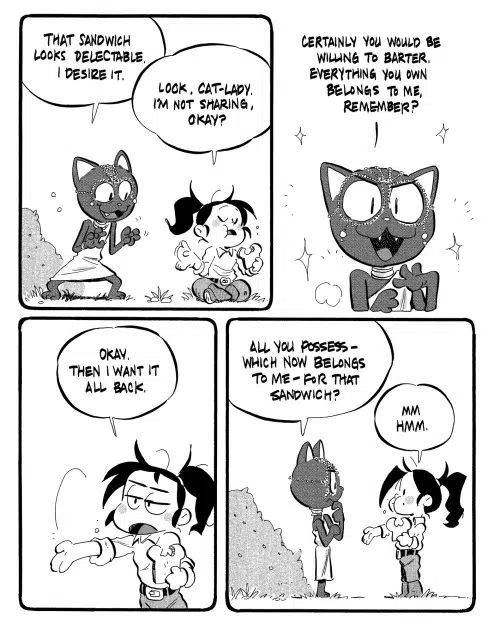 THAT SANDWICH
LOOKS DELECTABLE.
I DESIRE IT.
LOOK, CAT-LADY.
I'M NOT SHARING,
OKAY?
CERTAINLY YOU WOULD BE
WILLING TO BARTER.
EVERYTHING YOU OWN
BELONGS TO ME,
REMEMBER?
OKAY.
THEN I WANT IT
ALL BACK.
ALL YOU POSSESS—
WHICH NOW BELONGS
TO ME—FOR THAT
SANDWICH?
MM
HMM.